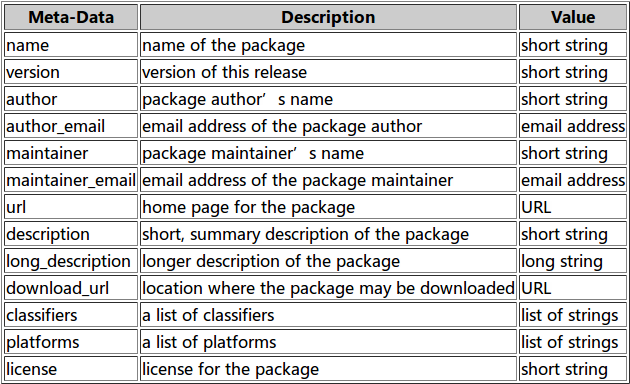 Meta-Data Description Value
name name of the package short string
version version of this release short string
author package author’s name short string
author_email email address of the package author email address
maintainer package maintainer’s name short string
maintainer_email email address of the package maintainer email address
url home page for the package URL
description short, summary description of the package short string
long_description longer description of the package long string
download_url location where the package may be downloaded URL
classifiers a list of classifiers list of strings
platforms a list of platforms list of strings
license license for the package short string